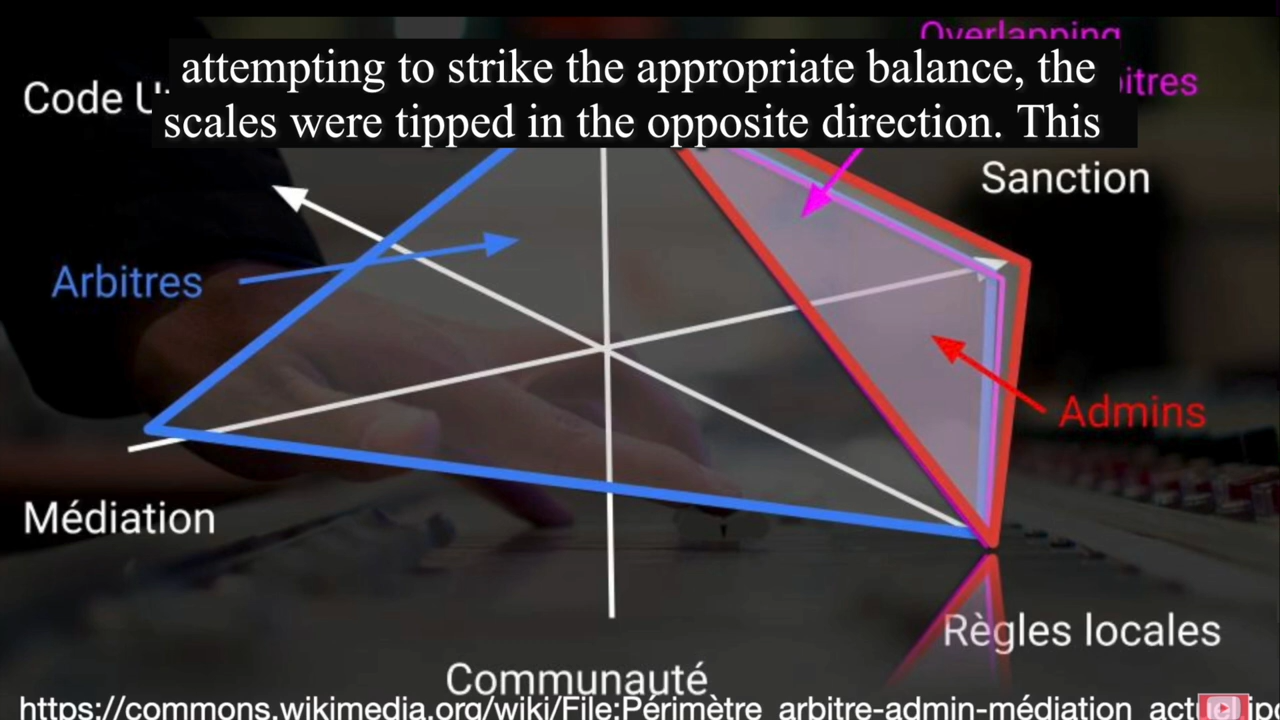 Overlapping
attempting to strike the appropriate balance, the
scales were tipped in the opposite direction. This
Code
Sanction
Arbitres
Admins
Médiation
Règles locales
Communauté
https://commons.wikimedia.org/wiki/File:Périmètre_arbitre-admin-médiation_